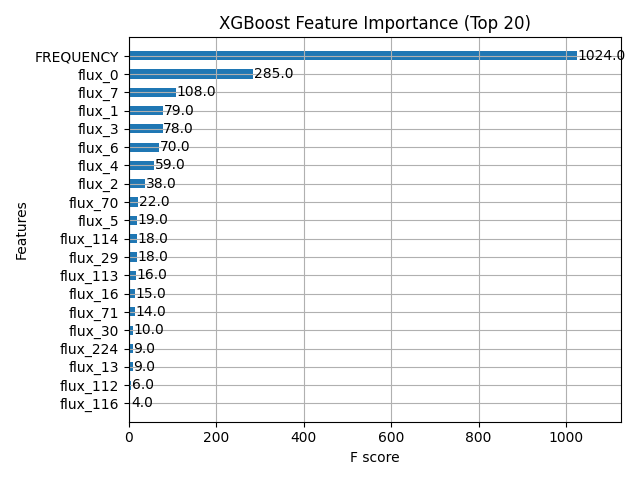 XGBoost Feature Importance (Top 20)
FREQUENCY 1024.0
flux_0 285.0
flux_7 108.0
flux_1 79.0
flux_3 78.0
flux_6 70.0
flux_4 59.0
flux_2 38.0
flux_70 22.0
flux_5 19.0
flux_114 18.0
flux_29 18.0
flux_113 16.0
flux_16 15.0
flux_71 14.0
flux_30 10.0
flux_224 9.0
flux_13 9.0
flux_112 6.0
flux_116 4.0
Features
0 200 400 600 800 1000
F score